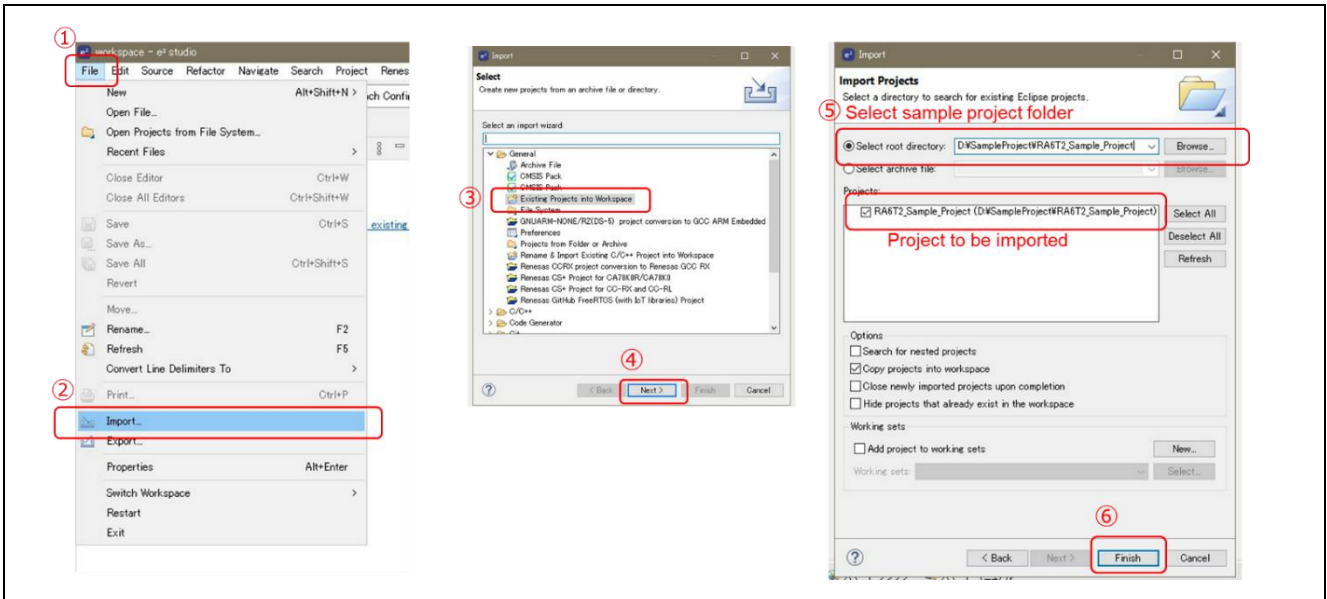 ①
workspace - e² studio
File Edit Source Refactor Navigate Search Project Renes
New Alt+Shift+N >
Open File...
Open Projects from File System...
Recent Files >
Close Editor Ctrl+W
Close All Editors Ctrl+Shift+W
Save Ctrl+S
Save As...
Save All Ctrl+Shift+S
Revert
Move...
Rename... F2
Refresh F5
Convert Line Delimiters To >
②
Print... Ctrl+P
Import...
Export...
Properties Alt+Enter
Switch Workspace >
Restart
Exit
ch Confi
existing
Import
Select
Create new projects from an archive file or directory.
Select an import wizard:
General
Archive File
CMSIS Pack
CMSIS Pack
③
Existing Projects into Workspace
File System
GNUARM-NONE/RZ(DS-5) project conversion to GCC ARM Embedded
Preferences
Projects from Folder or Archive
Rename & Import Existing C/C++ Project into Workspace
Renesas CCRX project conversion to Renesas GCC RX
Renesas CS+ Project for CA78K0R/CA78K0
Renesas CS+ Project for CC-RX and CC-RL
Renesas GitHub FreeRTOS (with IoT libraries) Project
> C/C++
> Code Generator
④
? < Back Next > Finish Cancel
Import
Import Projects
Select a directory to search for existing Eclipse projects.
⑤ Select sample project folder
Select root directory: D:¥SampleProject¥RA6T2_Sample_Project Browse...
Select archive file: Browse...
Projects:
RA6T2_Sample_Project (D:¥SampleProject¥RA6T2_Sample_Project) Select All
Project to be imported
Deselect All
Refresh
Options
Search for nested projects
Copy projects into workspace
Close newly imported projects upon completion
Hide projects that already exist in the workspace
Working sets
Add project to working sets New...
Working sets: Select...
⑥
? < Back Next > Finish Cancel